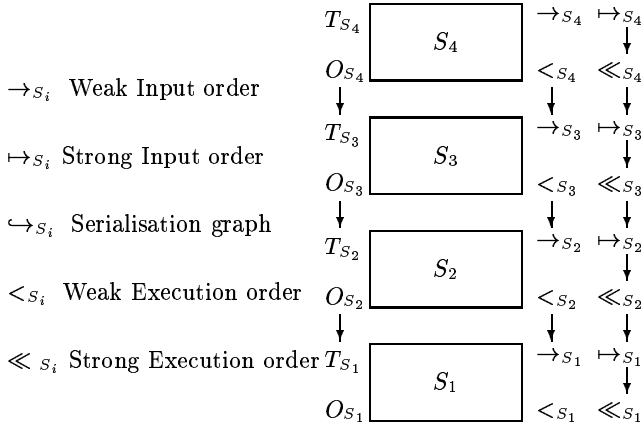 T_{S_4} S_4 →_{S_4} ↦_{S_4}
O_{S_4} <_{S_4} ≪_{S_4}
→_{S_i} Weak Input order
T_{S_3} S_3 →_{S_3} ↦_{S_3}
↦_{S_i} Strong Input order
O_{S_3} <_{S_3} ≪_{S_3}
↪_{S_i} Serialisation graph
T_{S_2} S_2 →_{S_2} ↦_{S_2}
<_{S_i} Weak Execution order
O_{S_2} <_{S_2} ≪_{S_2}
≪_{S_i} Strong Execution order
T_{S_1} S_1 →_{S_1} ↦_{S_1}
O_{S_1} <_{S_1} ≪_{S_1}